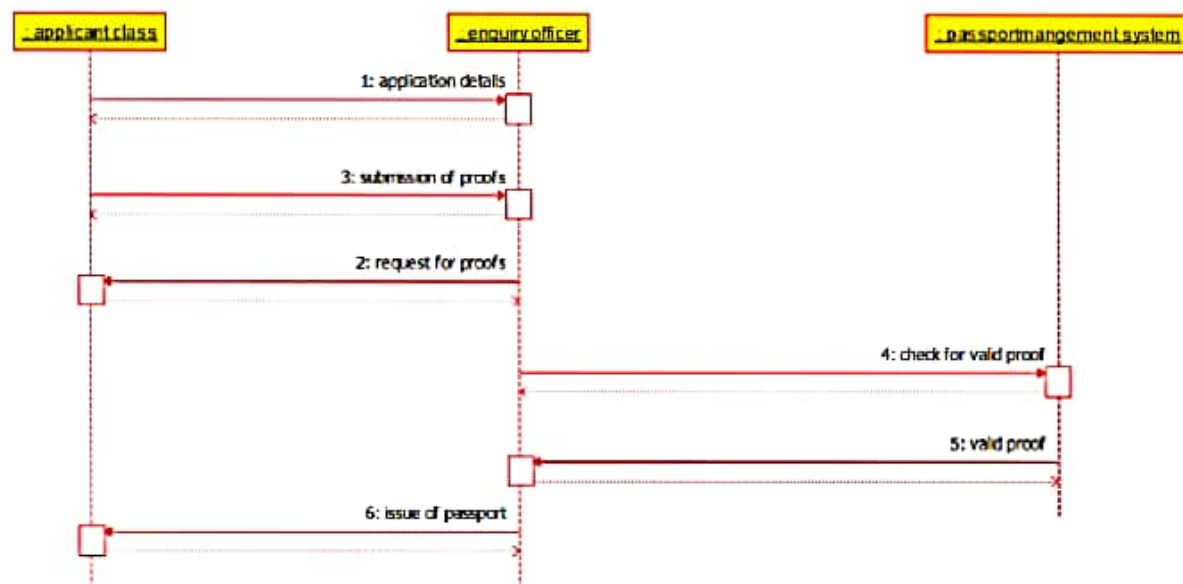 : applicant class
: enquiry officer
: passportmangement system
1: application details
3: submission of proofs
2: request for proofs
4: check for valid proof
5: valid proof
6: issue of passport